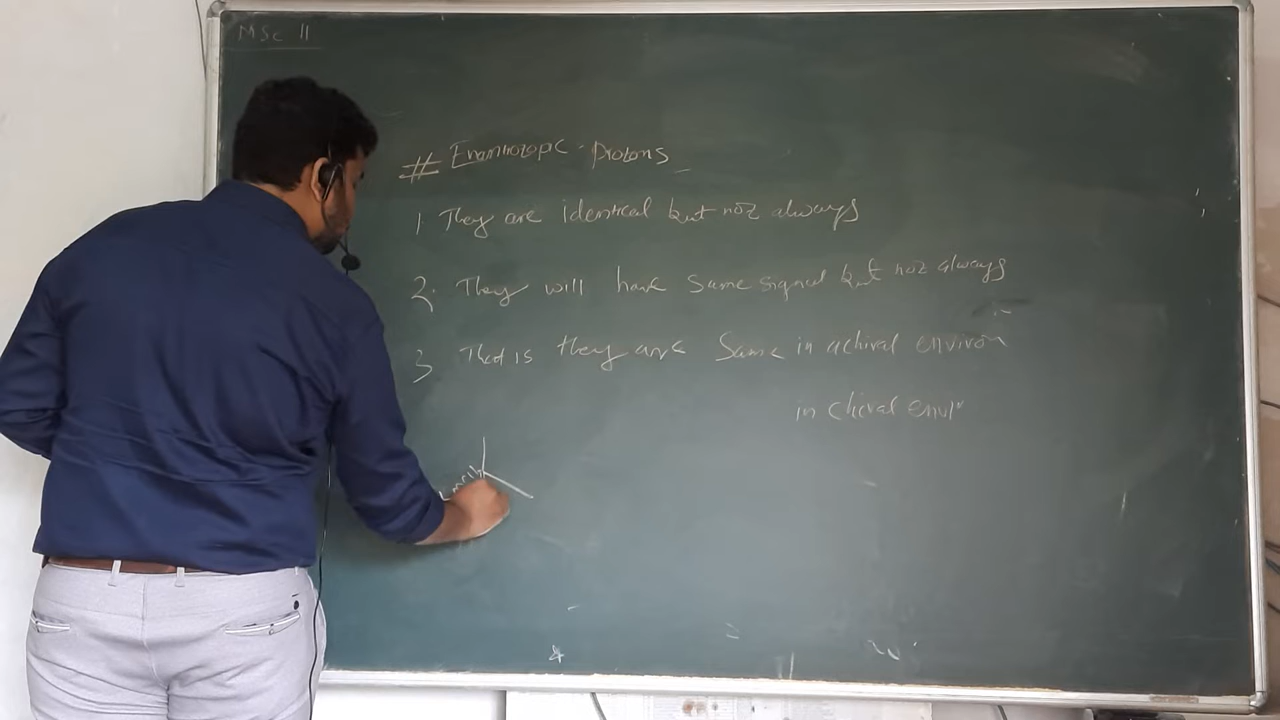 MSc II
# Enantiotopic Protons
1 They are identical but not always
2. They will have Same signal but not always
3 That is they are Same in achiral environ
in chiral envir